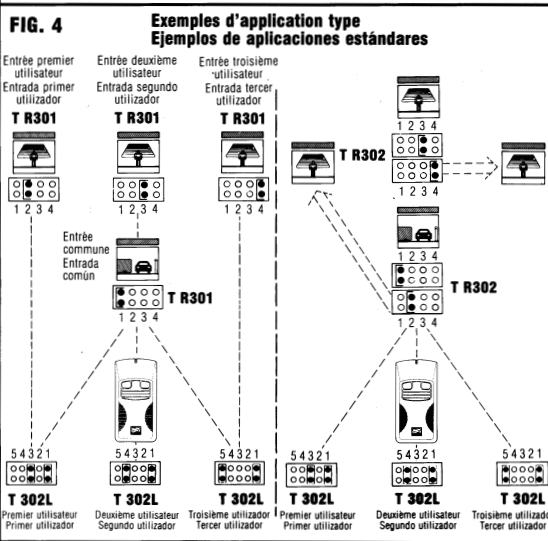 FIG. 4
Exemples d'application type
Ejemplos de aplicaciones estándares
Entrée premier
utilisateur
Entrada primer
utilizador
T R301
1 2 3 4
Entrée deuxième
utilisateur
Entrada segundo
utilizador
T R301
1 2 3 4
Entrée troisième
utilisateur
Entrada tercer
utilizador
T R301
1 2 3 4
Entrée
commune
Entrada
común
T R301
1 2 3 4
5 4 3 2 1
T 302L
Premier utilisateur
Primer utilizador
5 4 3 2 1
T 302L
Deuxième utilisateur
Segundo utilizador
5 4 3 2 1
T 302L
Troisième utilisateur
Tercer utilizador
1 2 3 4
T R302
1 2 3 4
1 2 3 4
T R302
1 2 3 4
5 4 3 2 1
T 302L
Premier utilisateur
Primer utilizador
5 4 3 2 1
T 302L
Deuxième utilisateur
Segundo utilizador
5 4 3 2 1
T 302L
Troisième utilisateur
Tercer utilizador